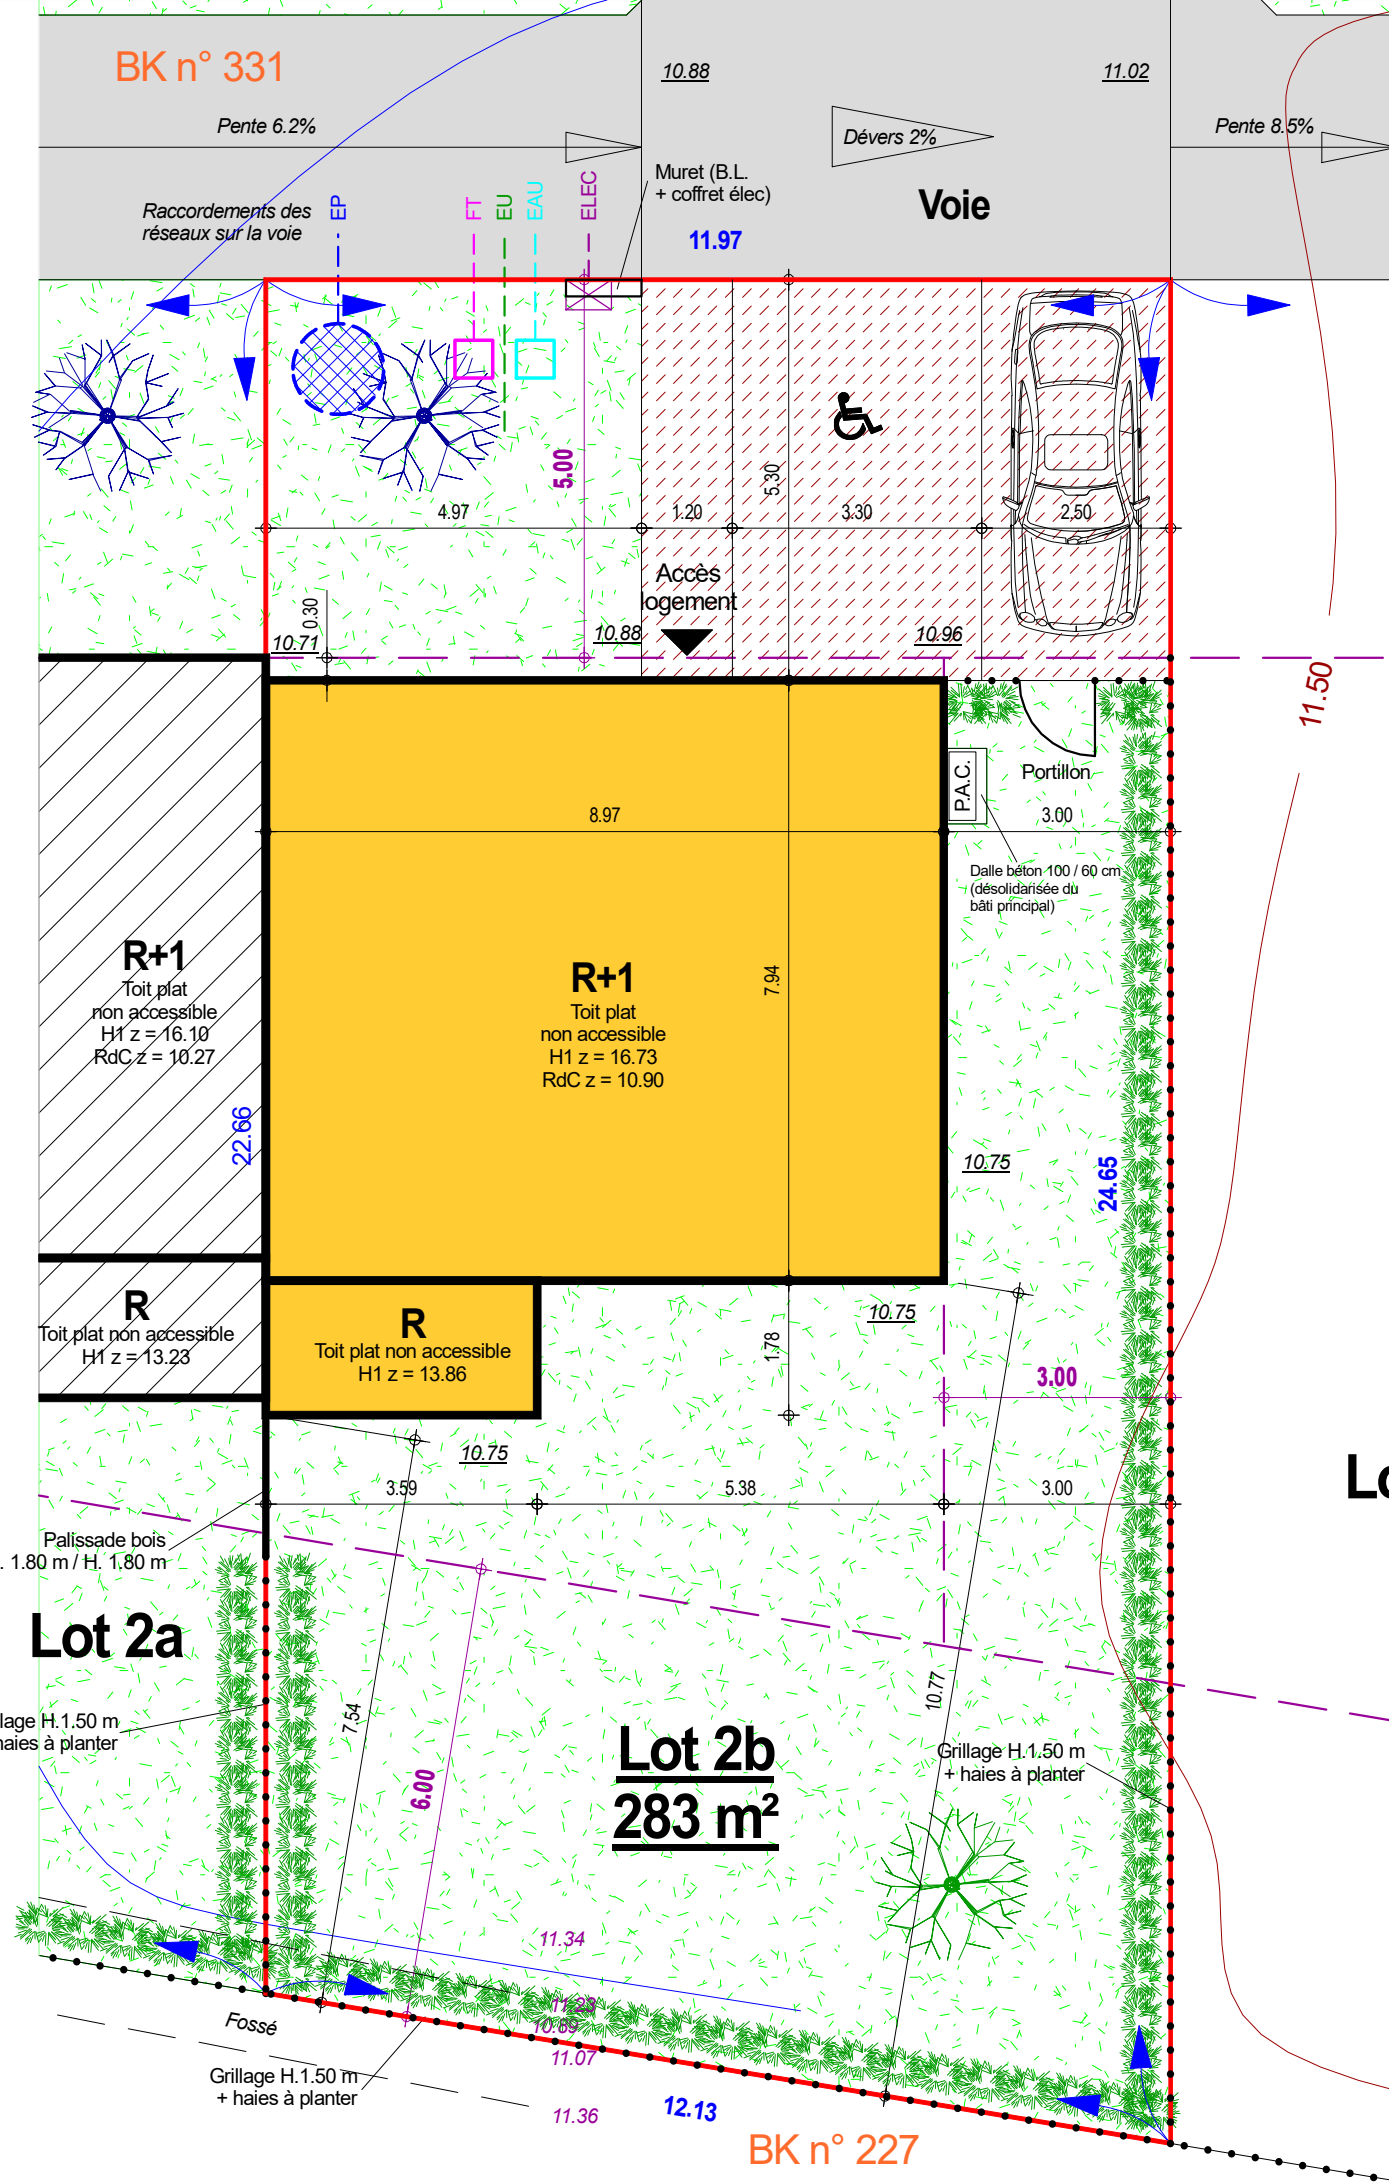 BK n° 331
10.88
11.02
Pente 6.2%
Dévers 2%
Pente 8.5%
Muret (B.L.
+ coffret élec)
Voie
Raccordements des
réseaux sur la voie
EP
FT
EU
EAU
ELEC
11.97
5.00
5.30
4.97
1.20
3.30
2.50
Accès
logement
0.30
10.71
10.88
10.96
11.50
P.A.C.
Portillon
8.97
3.00
Dalle béton 100 / 60 cm
(désolidarisée du
bâti principal)
R+1
Toit plat
non accessible
H1 z = 16.10
RdC z = 10.27
R+1
Toit plat
non accessible
H1 z = 16.73
RdC z = 10.90
7.94
22.66
10.75
24.65
R
Toit plat non accessible
H1 z = 13.23
R
Toit plat non accessible
H1 z = 13.86
10.75
1.78
3.00
10.75
3.59
5.38
3.00
Palissade bois
. 1.80 m / H. 1.80 m
Lot 2a
lage H.1.50 m
haies à planter
7.54
6.00
10.77
Lot 2b
283 m²
Grillage H.1.50 m
+ haies à planter
11.34
11.23
10.89
11.07
11.36
Fossé
Grillage H.1.50 m
+ haies à planter
12.13
BK n° 227